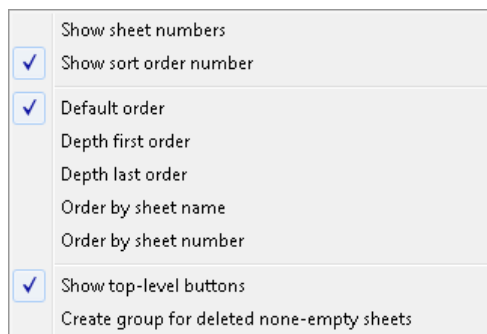 Show sheet numbers
Show sort order number
Default order
Depth first order
Depth last order
Order by sheet name
Order by sheet number
Show top-level buttons
Create group for deleted none-empty sheets